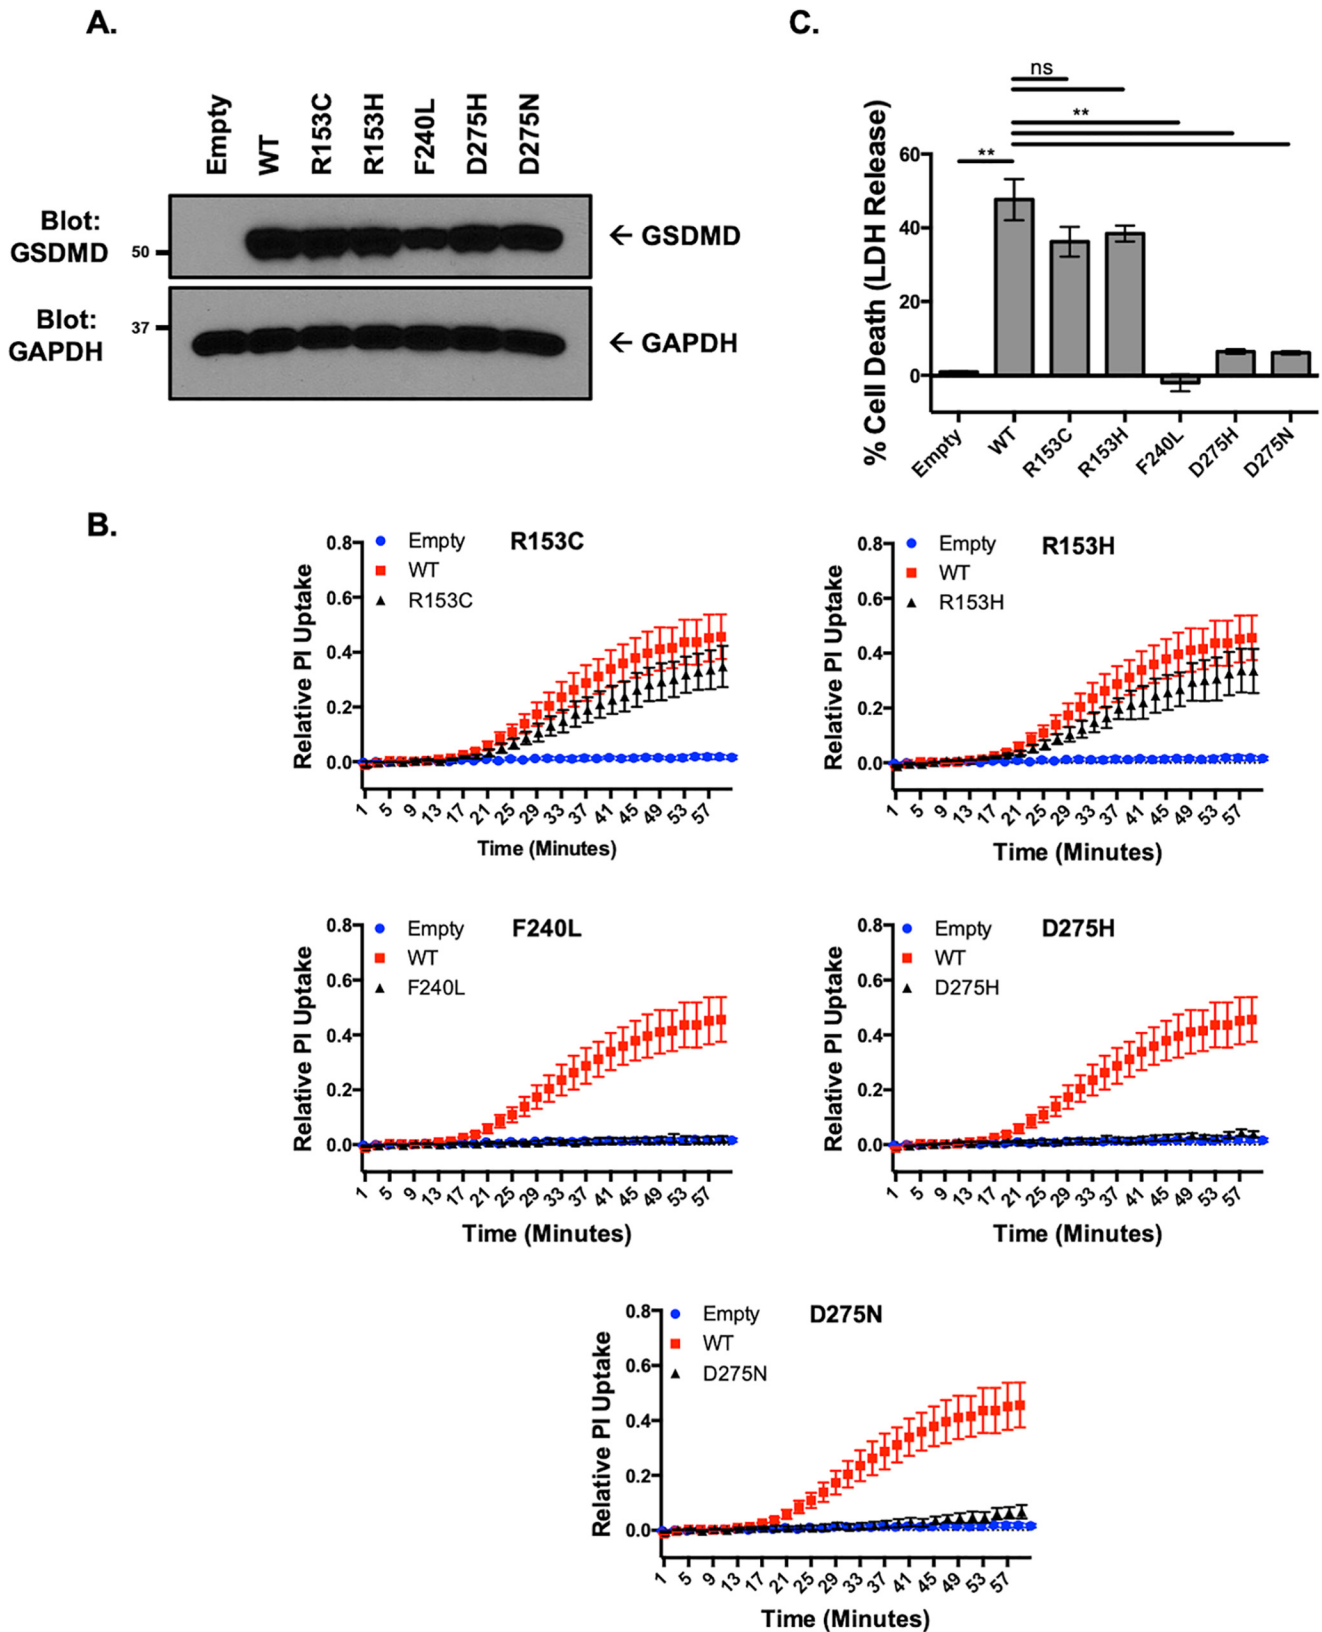 A.
Empty
WT
R153C
R153H
F240L
D275H
D275N
Blot:
GSDMD
50
← GSDMD
Blot:
GAPDH
37
← GAPDH
C.
ns
**
**
% Cell Death (LDH Release)
60
40
20
0
Empty
WT
R153C
R153H
F240L
D275H
D275N
B.
R153C
Empty
WT
R153C
Relative PI Uptake
0.8
0.6
0.4
0.2
0.0
1 5 9 13 17 21 25 29 33 37 41 45 49 53 57
Time (Minutes)
R153H
Empty
WT
R153H
Relative PI Uptake
0.8
0.6
0.4
0.2
0.0
1 5 9 13 17 21 25 29 33 37 41 45 49 53 57
Time (Minutes)
F240L
Empty
WT
F240L
Relative PI Uptake
0.8
0.6
0.4
0.2
0.0
1 5 9 13 17 21 25 29 33 37 41 45 49 53 57
Time (Minutes)
D275H
Empty
WT
D275H
Relative PI Uptake
0.8
0.6
0.4
0.2
0.0
1 5 9 13 17 21 25 29 33 37 41 45 49 53 57
Time (Minutes)
D275N
Empty
WT
D275N
Relative PI Uptake
0.8
0.6
0.4
0.2
0.0
1 5 9 13 17 21 25 29 33 37 41 45 49 53 57
Time (Minutes)